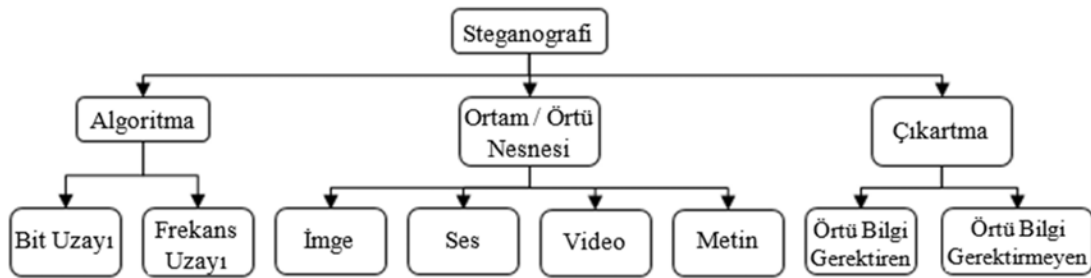 Steganografi
Algoritma
Ortam / Örtü
Nesnesi
Çıkartma
Bit Uzayı
Frekans
Uzayı
İmge
Ses
Video
Metin
Örtü Bilgi
Gerektiren
Örtü Bilgi
Gerektirmeyen